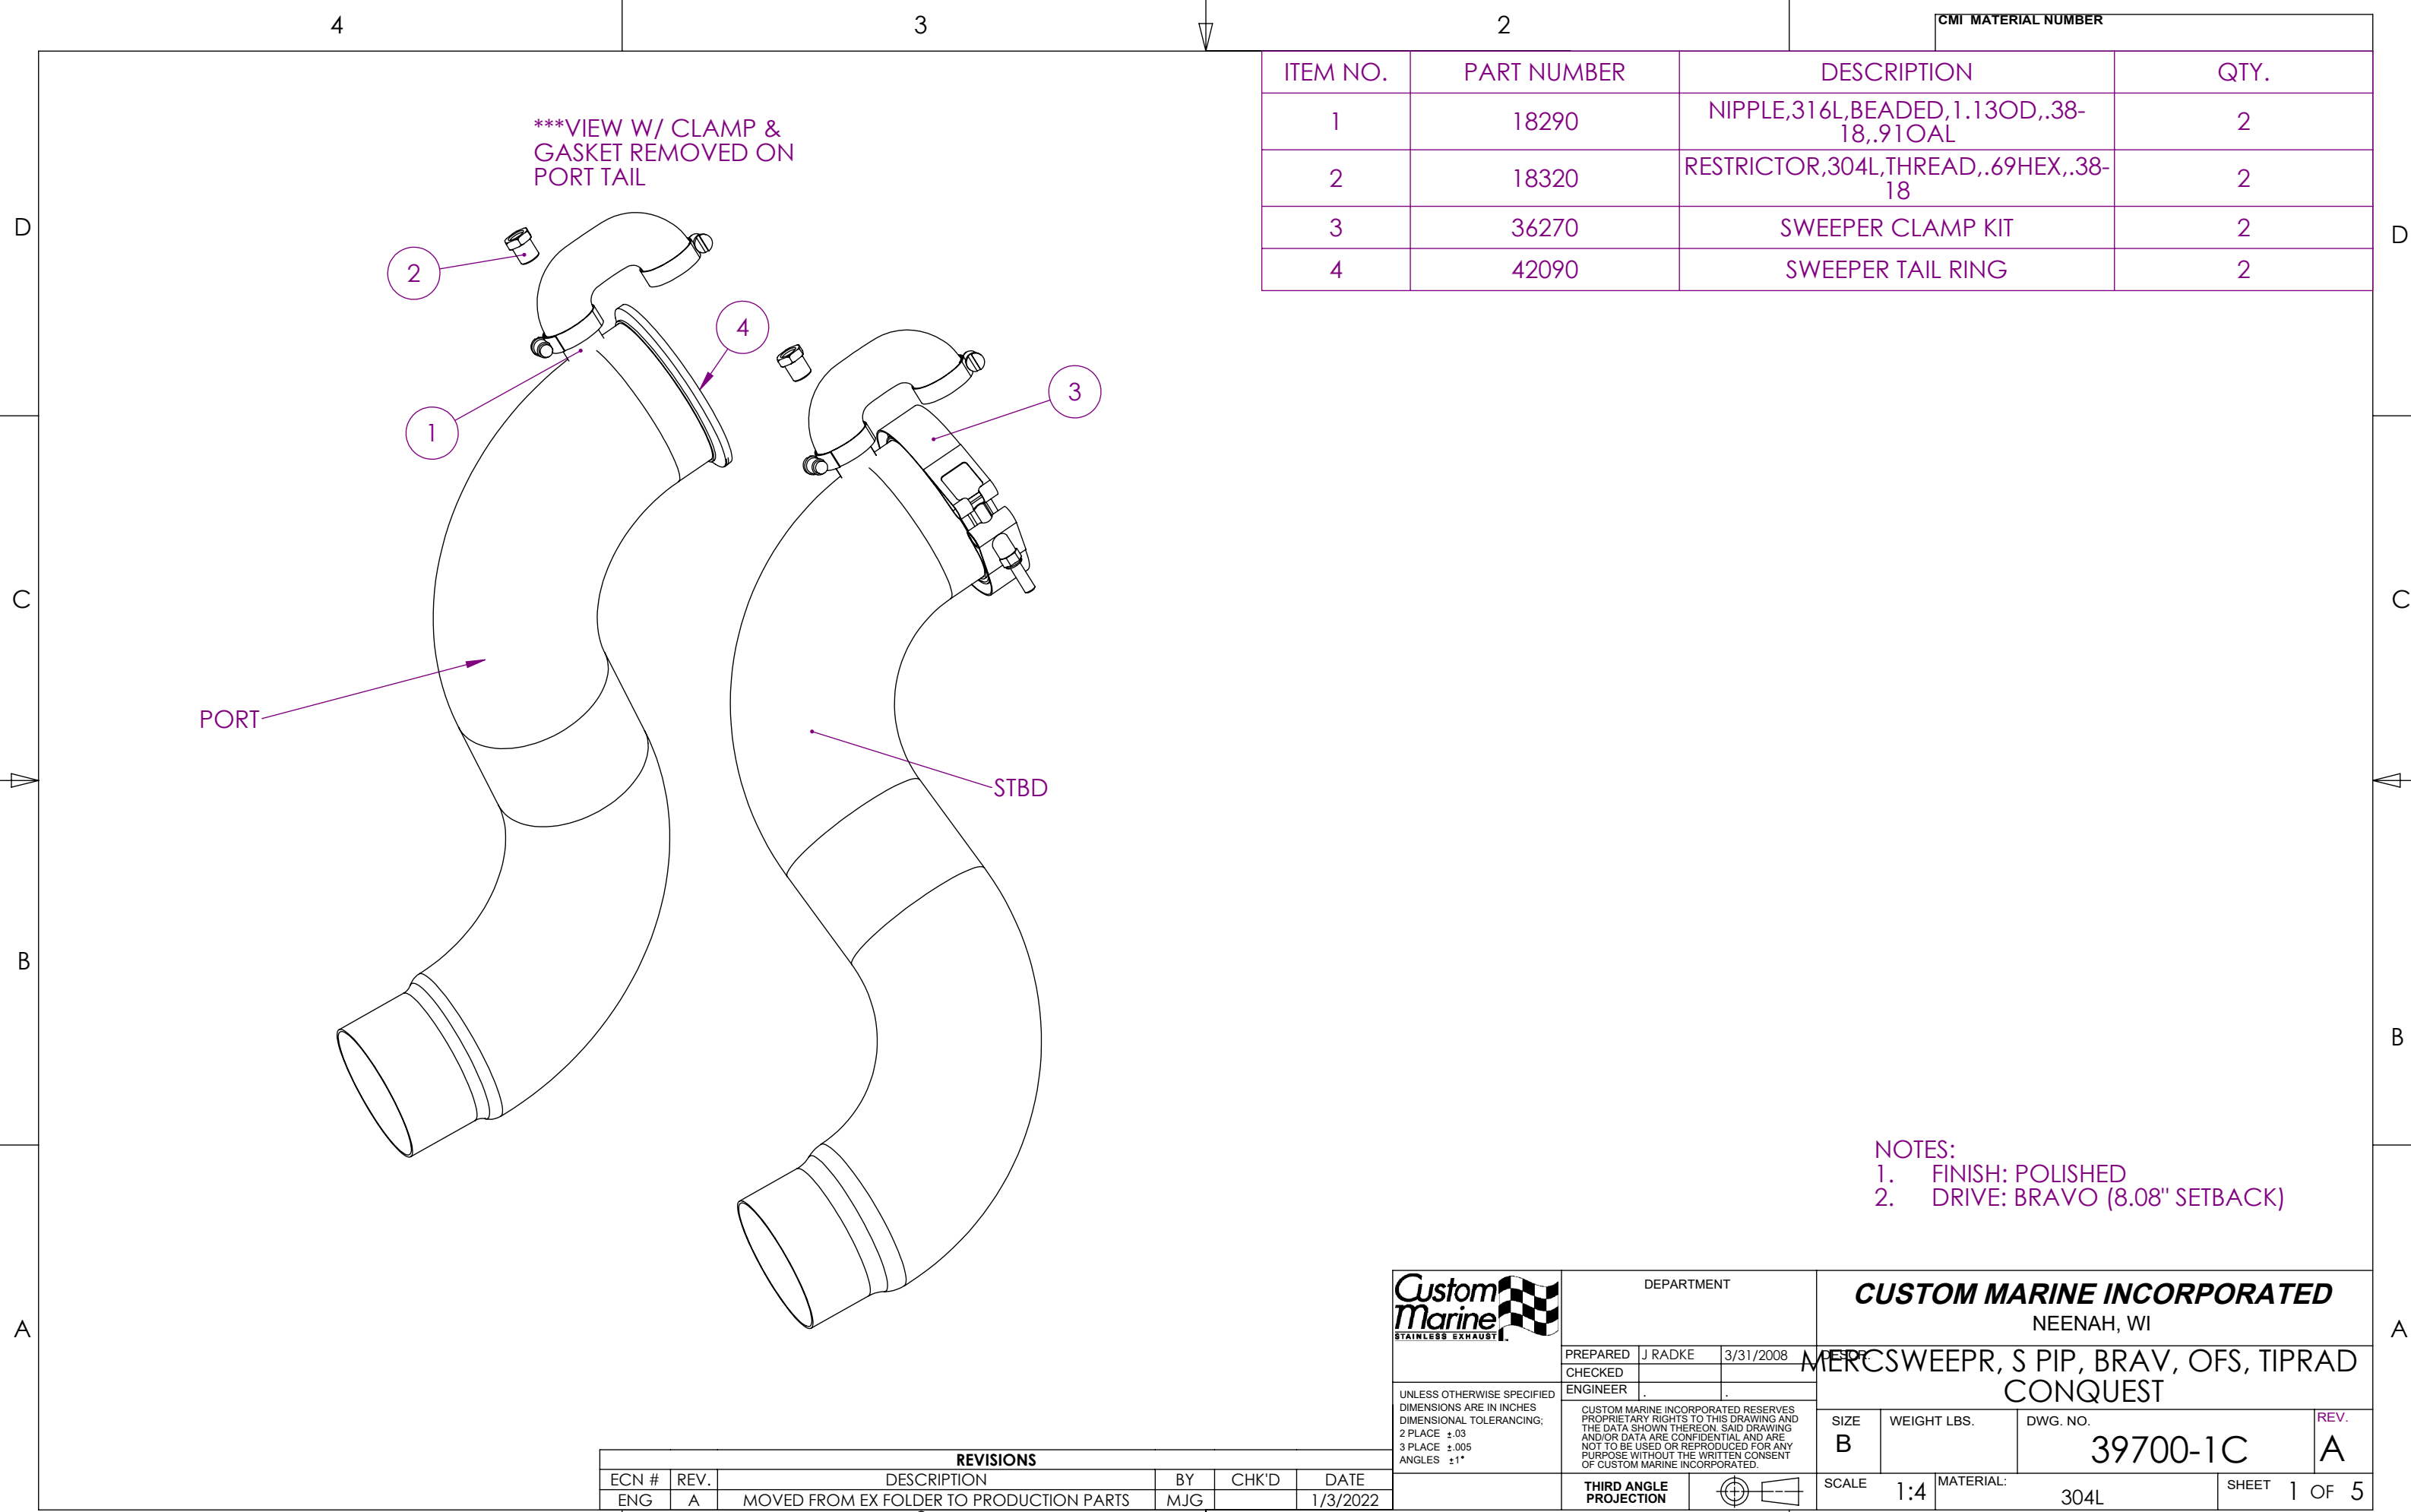 4
3
2
CMI MATERIAL NUMBER
ITEM NO. PART NUMBER DESCRIPTION QTY.
1 18290 NIPPLE,316L,BEADED,1.13OD,.38-
18,.91OAL 2
2 18320 RESTRICTOR,304L,THREAD,.69HEX,.38-
18 2
3 36270 SWEEPER CLAMP KIT 2
4 42090 SWEEPER TAIL RING 2
***VIEW W/ CLAMP &
GASKET REMOVED ON
PORT TAIL
D
D
2
4
3
1
C
C
PORT
STBD
B
B
NOTES:
1. FINISH: POLISHED
2. DRIVE: BRAVO (8.08" SETBACK)
A
A
Custom
Marine
STAINLESS EXHAUST
DEPARTMENT
CUSTOM MARINE INCORPORATED
NEENAH, WI
PREPARED J RADKE 3/31/2008
CHECKED
ENGINEER . .
DESCR.
MERCSWEEPR, S PIP, BRAV, OFS, TIPRAD
CONQUEST
UNLESS OTHERWISE SPECIFIED
DIMENSIONS ARE IN INCHES
DIMENSIONAL TOLERANCING;
2 PLACE ±.03
3 PLACE ±.005
ANGLES ±1°
CUSTOM MARINE INCORPORATED RESERVES
PROPRIETARY RIGHTS TO THIS DRAWING AND
THE DATA SHOWN THEREON. SAID DRAWING
AND/OR DATA ARE CONFIDENTIAL AND ARE
NOT TO BE USED OR REPRODUCED FOR ANY
PURPOSE WITHOUT THE WRITTEN CONSENT
OF CUSTOM MARINE INCORPORATED.
THIRD ANGLE
PROJECTION
SIZE
B
WEIGHT LBS.
DWG. NO.
39700-1C
REV.
A
SCALE 1:4
MATERIAL:
304L
SHEET 1 OF 5
REVISIONS
ECN # REV. DESCRIPTION BY CHK'D DATE
ENG A MOVED FROM EX FOLDER TO PRODUCTION PARTS MJG 1/3/2022